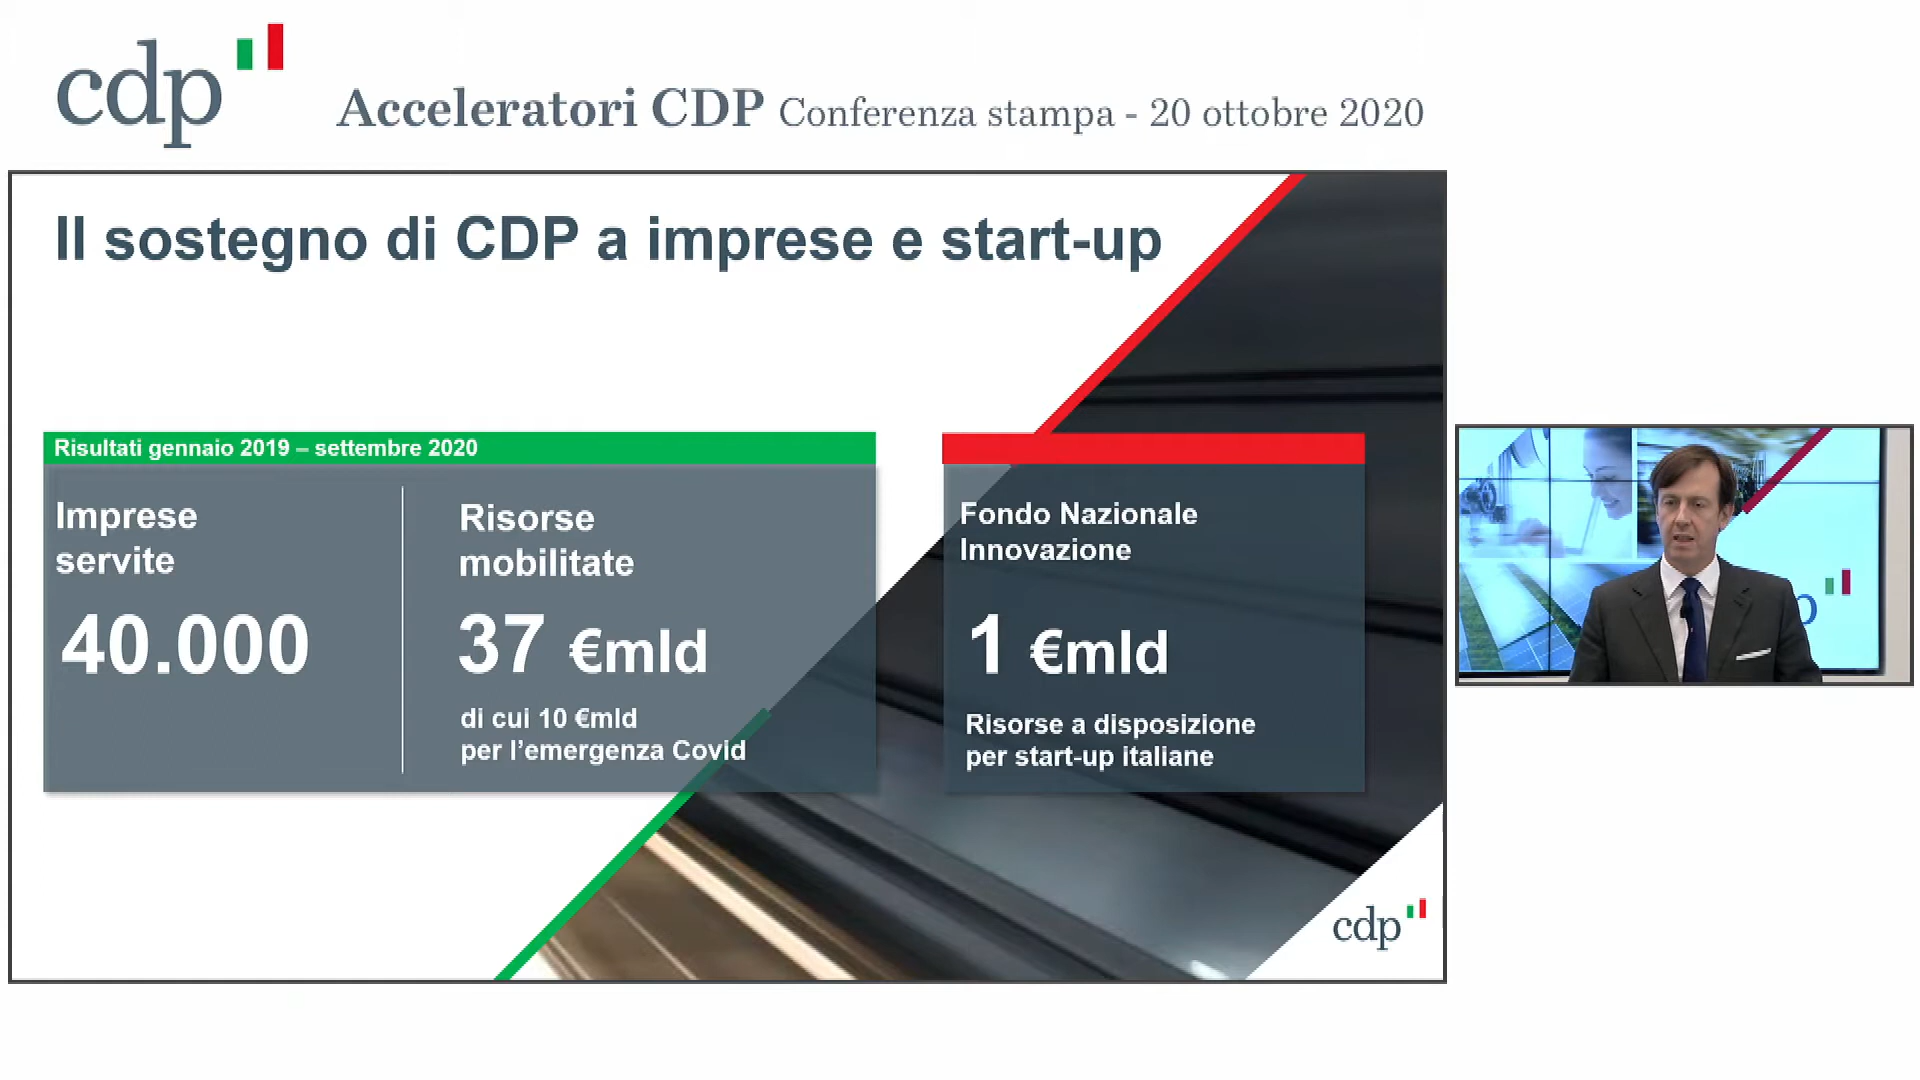 cdp
Acceleratori CDP Conferenza stampa - 20 ottobre 2020
Il sostegno di CDP a imprese e start-up
Risultati gennaio 2019 – settembre 2020
Imprese
servite
40.000
Risorse
mobilitate
37 €mld
di cui 10 €mld
per l’emergenza Covid
Fondo Nazionale
Innovazione
1 €mld
Risorse a disposizione
per start-up italiane
cdp